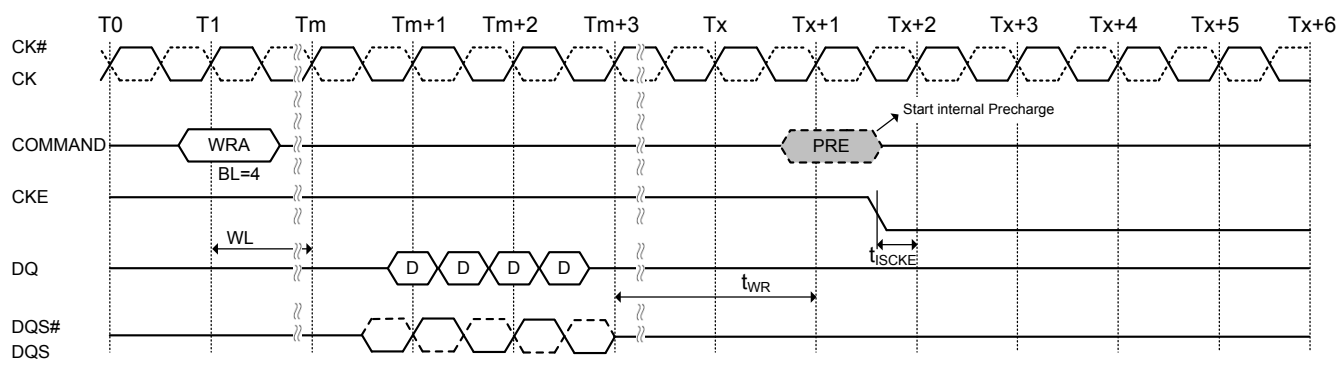 T0 T1 Tm Tm+1 Tm+2 Tm+3 Tx Tx+1 Tx+2 Tx+3 Tx+4 Tx+5 Tx+6
CK#
CK
Start internal Precharge
COMMAND WRA PRE
BL=4
CKE
WL
tISCKE
DQ D D D D
tWR
DQS#
DQS